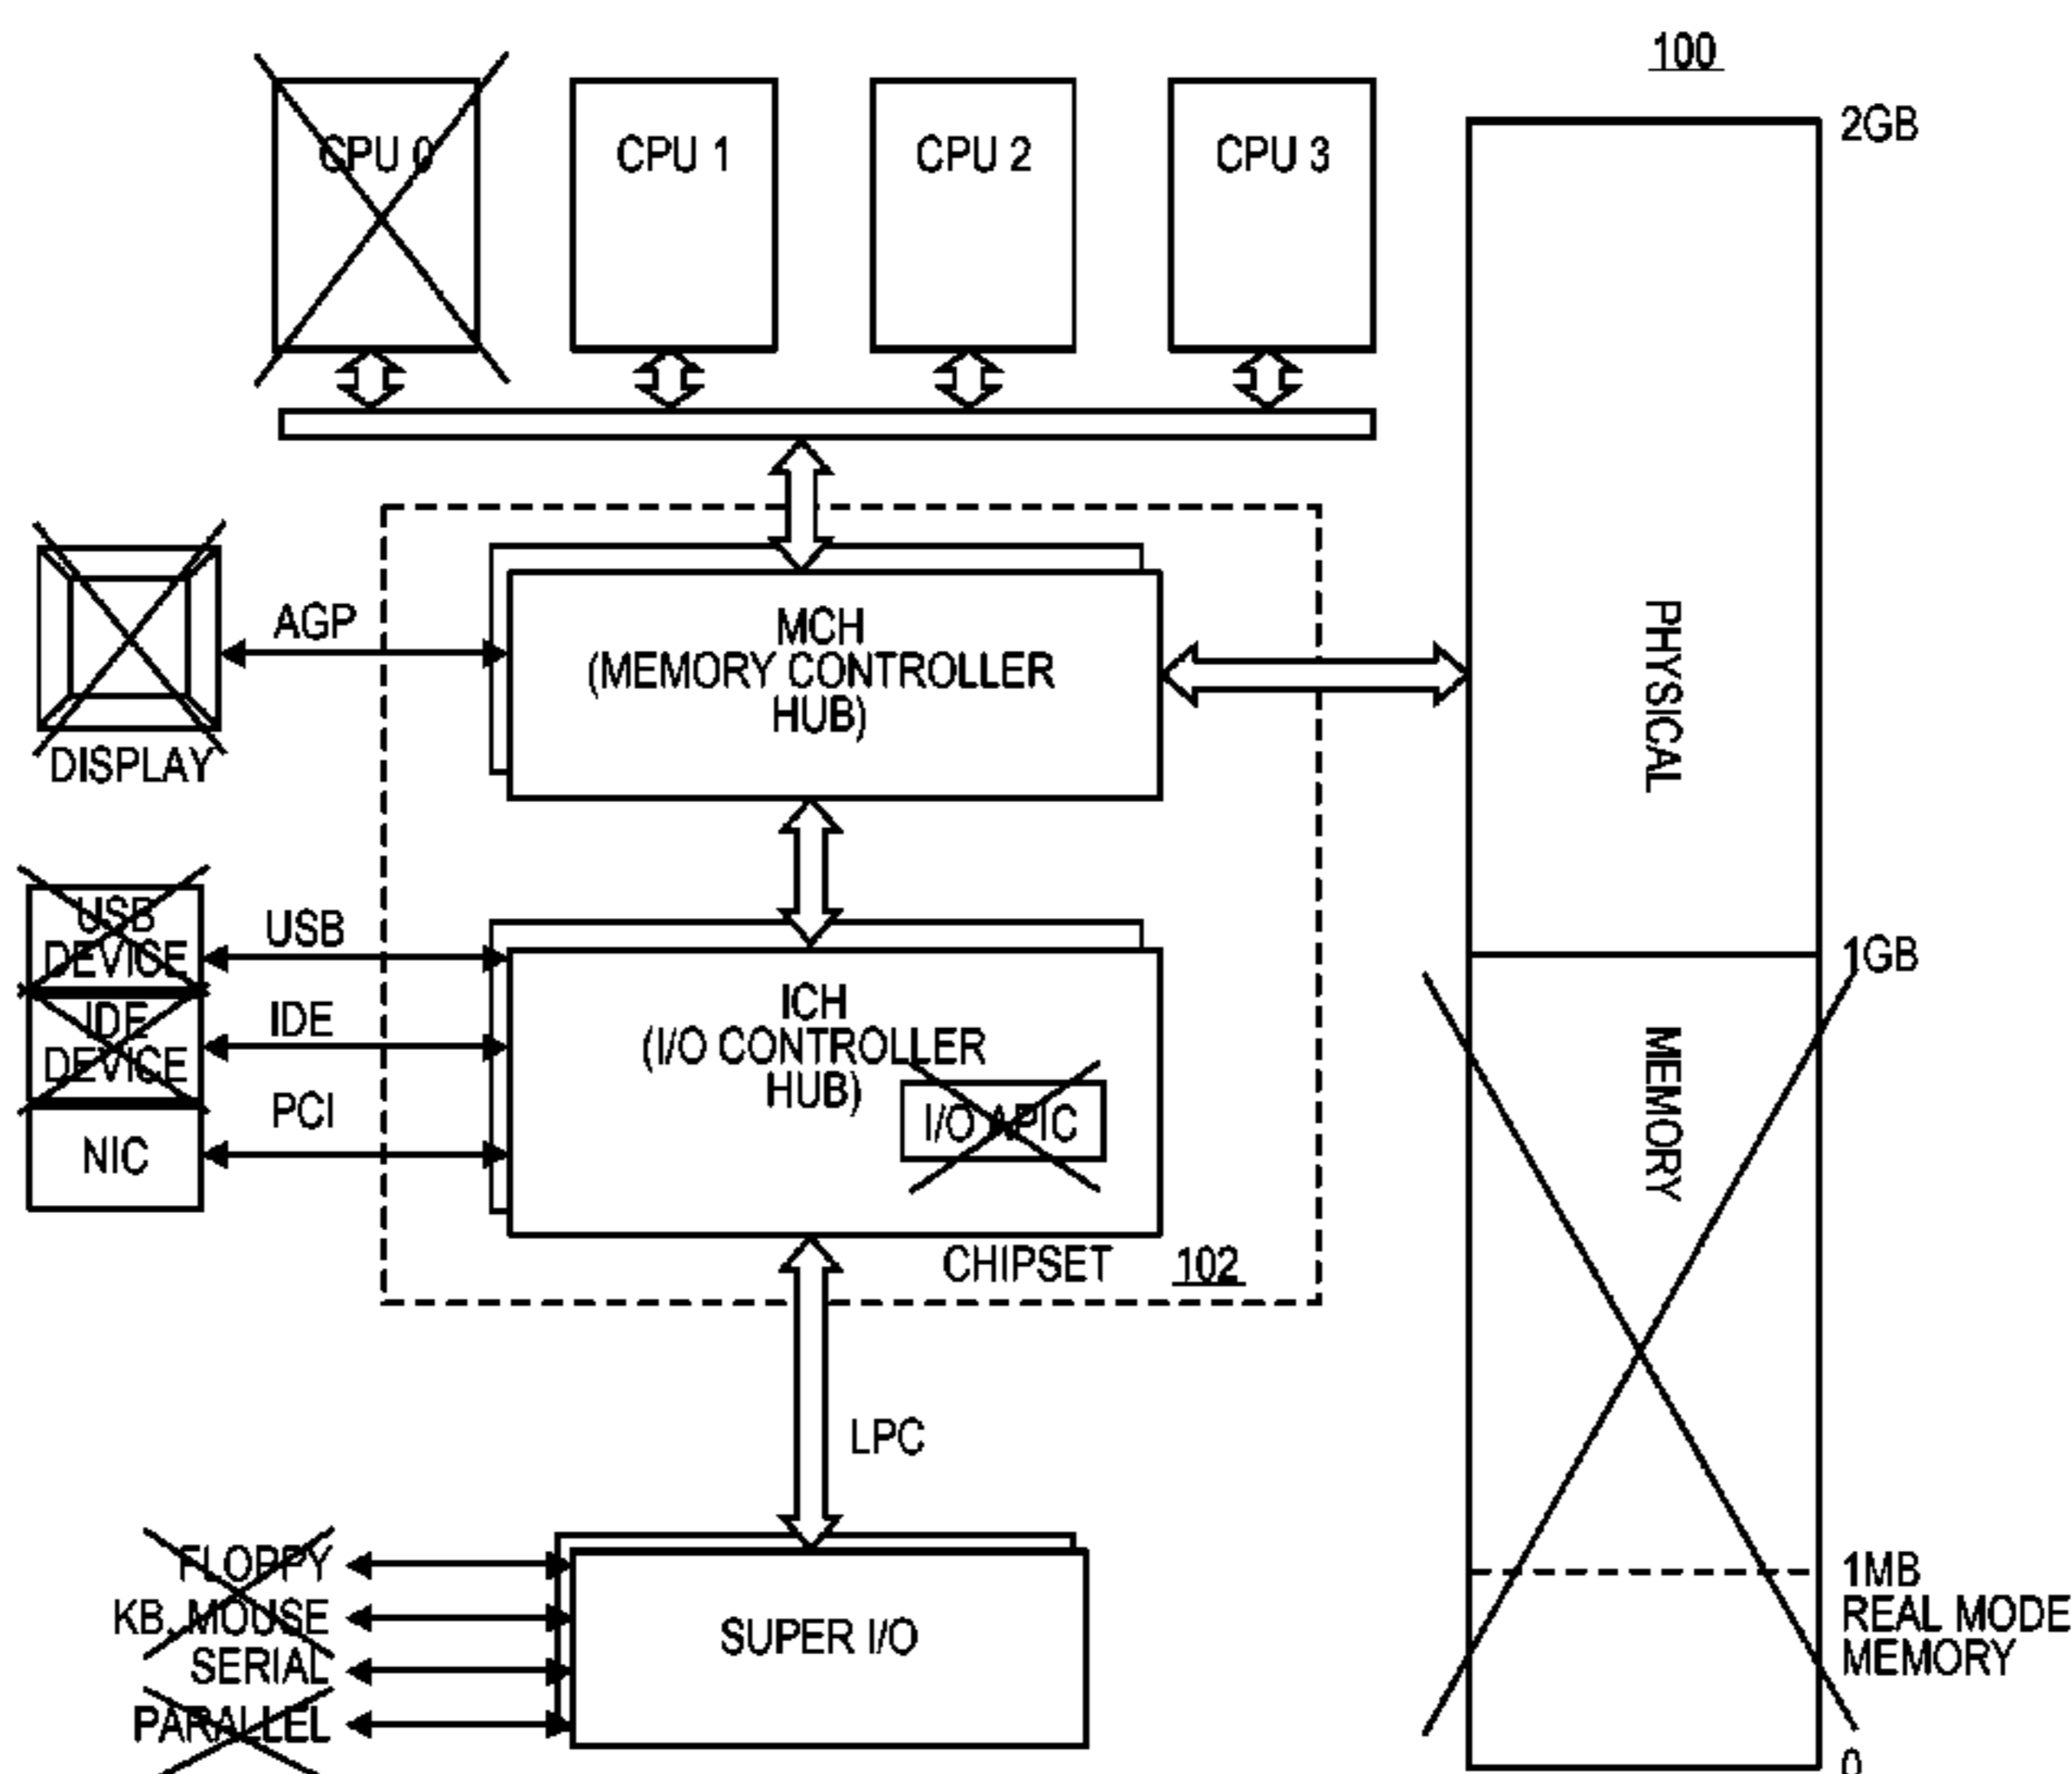 100
2GB
CPU 0
CPU 1
CPU 2
CPU 3
AGP
DISPLAY
MCH
(MEMORY CONTROLLER
HUB)
PHYSICAL
MEMORY
1GB
USB
DEVICE
USB
IDE
DEVICE
IDE
NIC
PCI
ICH
(I/O CONTROLLER
HUB)
I/O APIC
CHIPSET
102
LPC
FLOPPY
KB, MOUSE
SERIAL
PARALLEL
SUPER I/O
1MB
REAL MODE
MEMORY
0